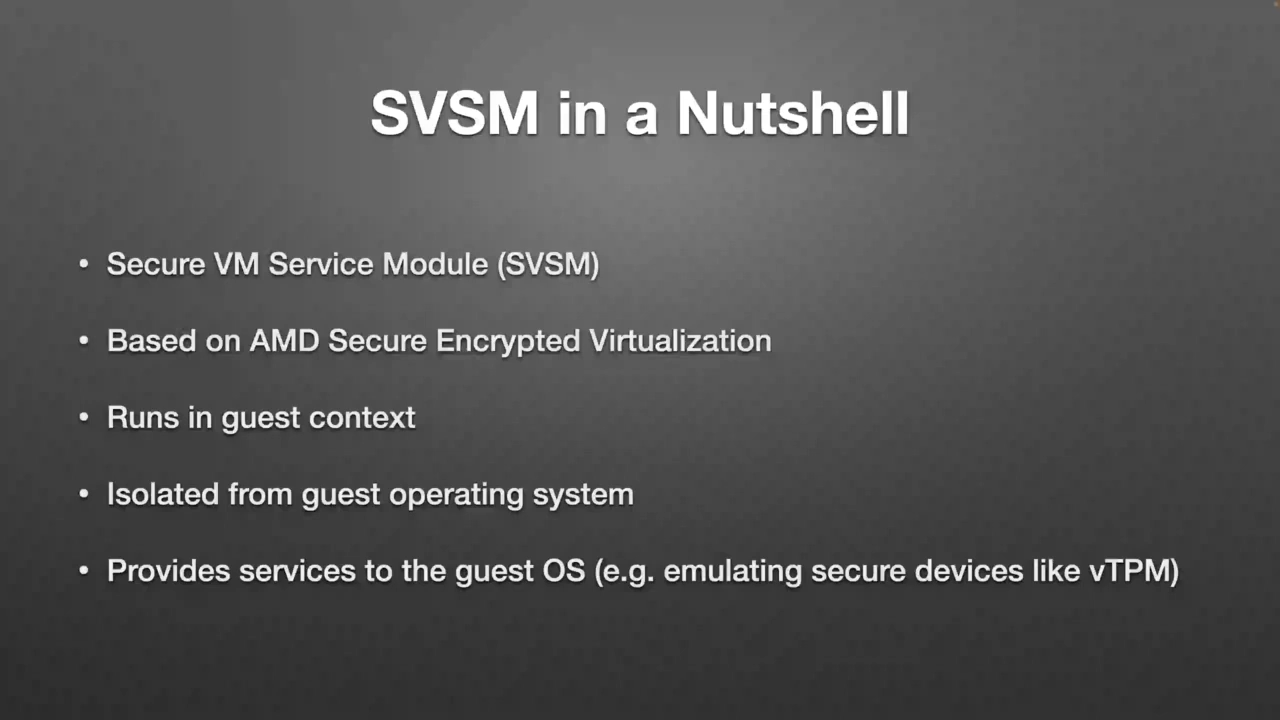 SVSM in a Nutshell
• Secure VM Service Module (SVSM)
• Based on AMD Secure Encrypted Virtualization
• Runs in guest context
• Isolated from guest operating system
• Provides services to the guest OS (e.g. emulating secure devices like vTPM)